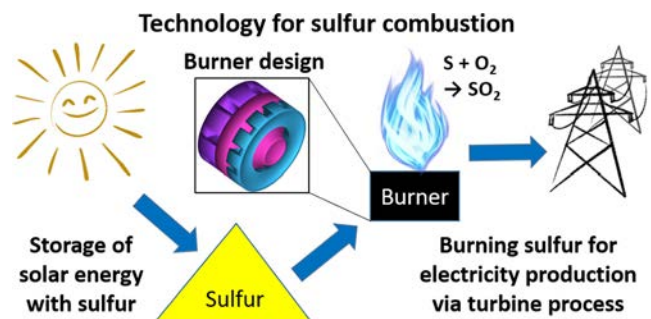 Technology for sulfur combustion
Burner design
S + O₂
→ SO₂
Burner
Storage of
solar energy
with sulfur
Sulfur
Burning sulfur for
electricity production
via turbine process